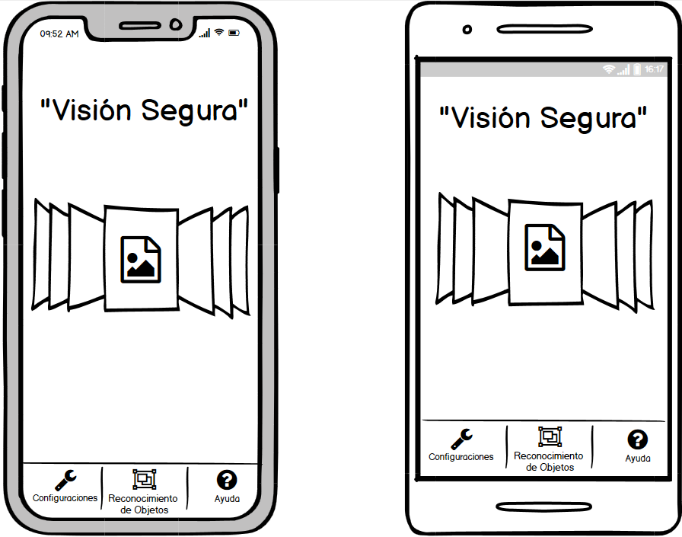 09:52 AM
"Visión Segura"
Configuraciones
Reconocimiento
de Objetos
Ayuda
16:17
"Visión Segura"
Configuraciones
Reconocimiento
de Objetos
Ayuda